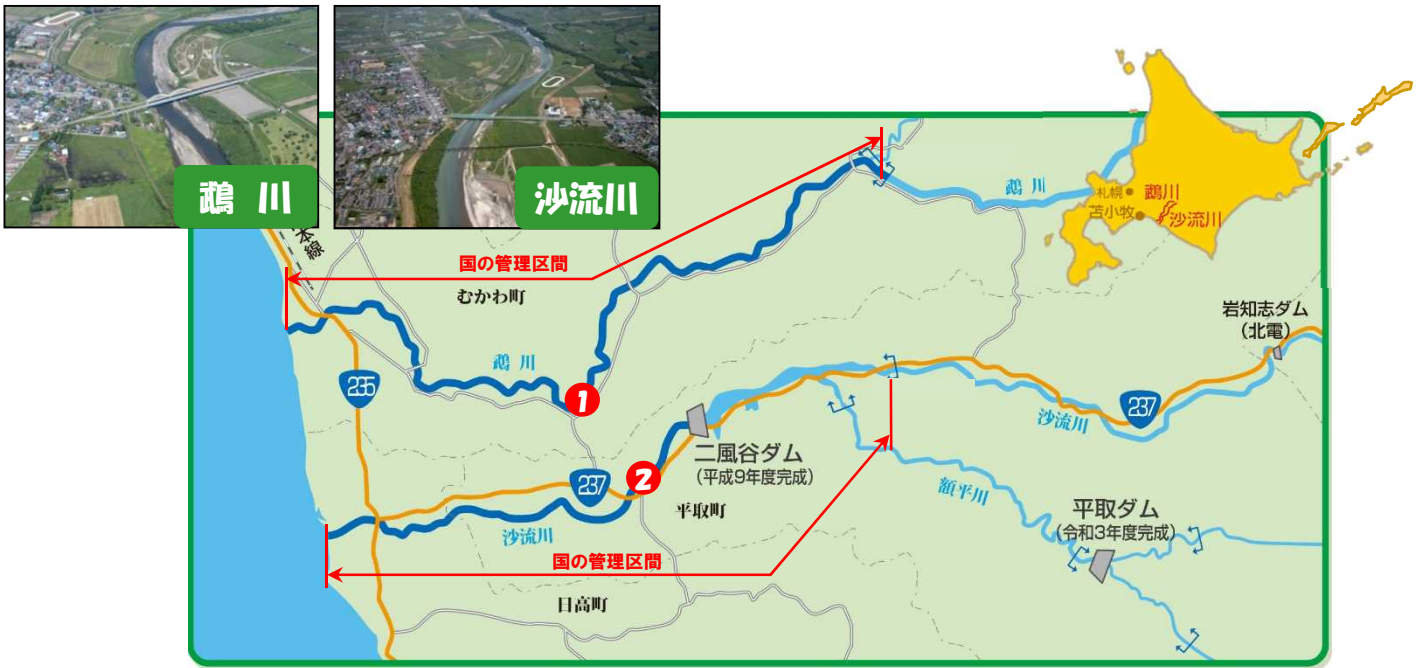 鵡川
沙流川
札幌
鵡川
苫小牧
沙流川
本線
国の管理区間
鵡川
むかわ町
岩知志ダム
(北電)
鵡川
235
1
237
沙流川
二風谷ダム
(平成9年度完成)
237
2
平取町
額平川
平取ダム
(令和3年度完成)
沙流川
国の管理区間
日高町